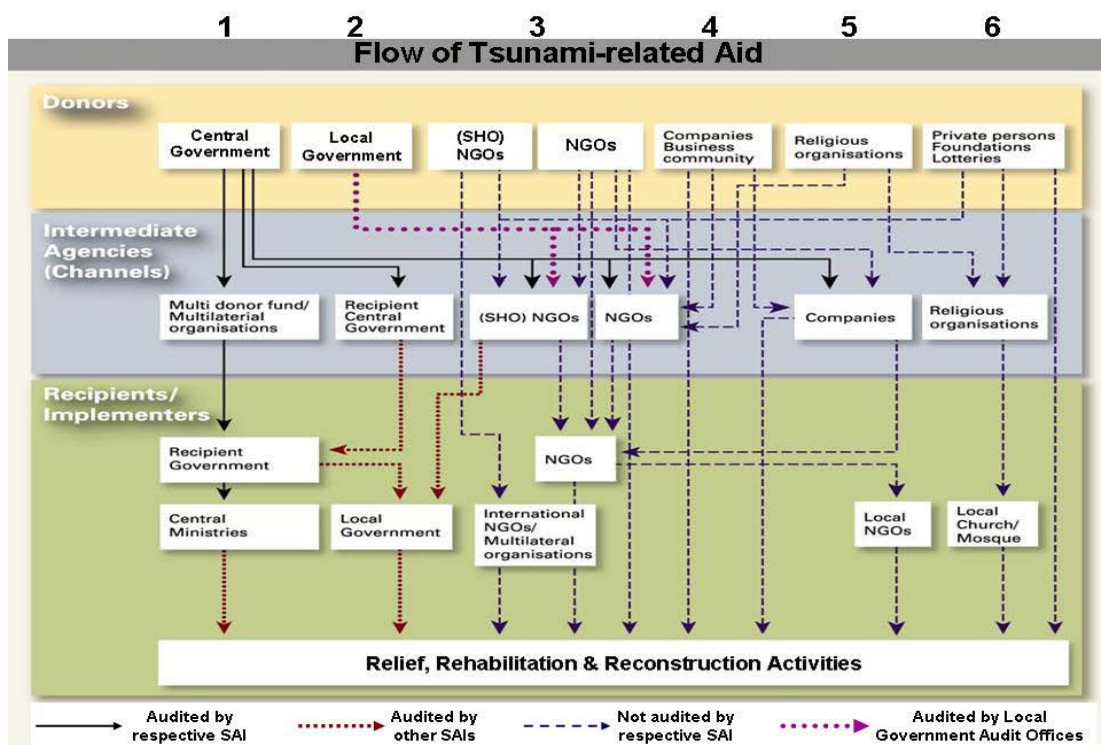 1 2 3 4 5 6
Flow of Tsunami-related Aid
Donors
Central
Government
Local
Government
(SHO)
NGOs
NGOs
Companies
Business
community
Religious
organisations
Private persons
Foundations
Lotteries
Intermediate
Agencies
(Channels)
Multi donor fund/
Multilaterial
organisations
Recipient
Central
Government
(SHO) NGOs
NGOs
Companies
Religious
organisations
Recipients/
Implementers
Recipient
Government
NGOs
Central
Ministries
Local
Government
International
NGOs/
Multilateral
organisations
Local
NGOs
Local
Church/
Mosque
Relief, Rehabilitation & Reconstruction Activities
Audited by
respective SAI
Audited by
other SAIs
Not audited by
respective SAI
Audited by Local
Government Audit Offices